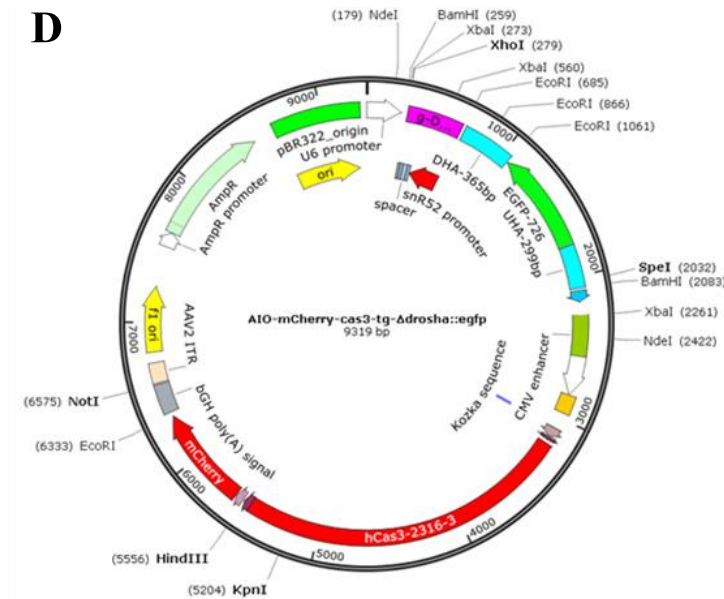 D
(179) NdeI
BamHI (259)
XbaI (273)
XhoI (279)
XbaI (560)
EcoRI (685)
EcoRI (866)
EcoRI (1061)
SpeI (2032)
BamHI (2083)
XbaI (2261)
NdeI (2422)
(5204) KpnI
(5556) HindIII
(6333) EcoRI
(6575) NotI
1000
2000
3000
4000
5000
6000
7000
8000
9000
pBR322_origin
U6 promoter
g-D...
DHA-365bp
EGFP-726
UHA-299bp
ori
spacer
snR52 promoter
AmpR
AmpR promoter
f1 ori
AAV2 ITR
bGH poly(A) signal
mCherry
hCas3-2316-3
Kozka sequence
CMV enhancer
AIO-mCherry-cas3-tg-Δdrosha::egfp
9319 bp